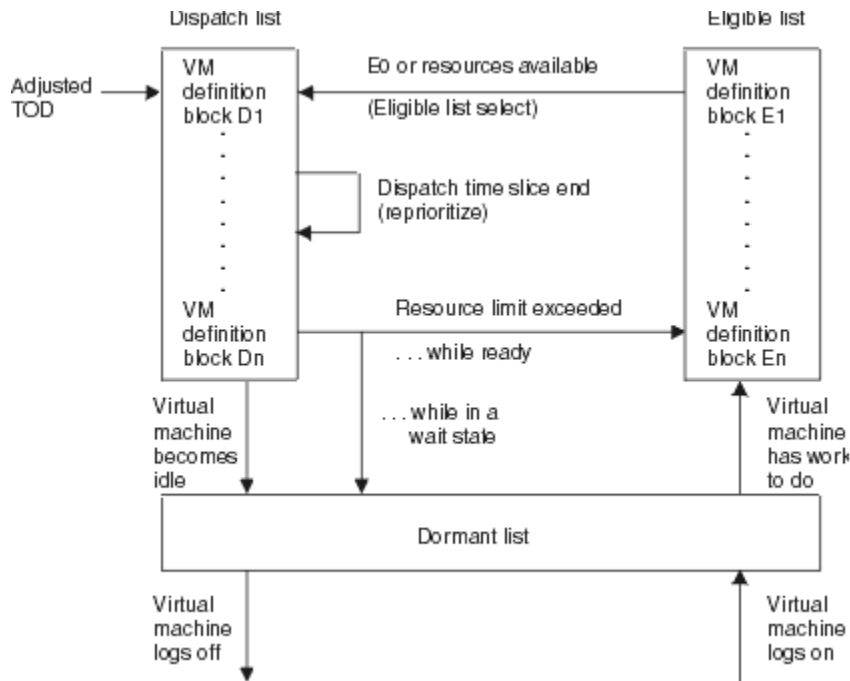 Dispatch list
Eligible list
Adjusted
TOD
VM
definition
block D1
E0 or resources available
(Eligible list select)
VM
definition
block E1
Dispatch time slice end
(reprioritize)
VM
definition
block Dn
Resource limit exceeded
. . . while ready
. . . while in a
wait state
VM
definition
block En
Virtual
machine
becomes
idle
Virtual
machine
has work
to do
Dormant list
Virtual
machine
logs off
Virtual
machine
logs on